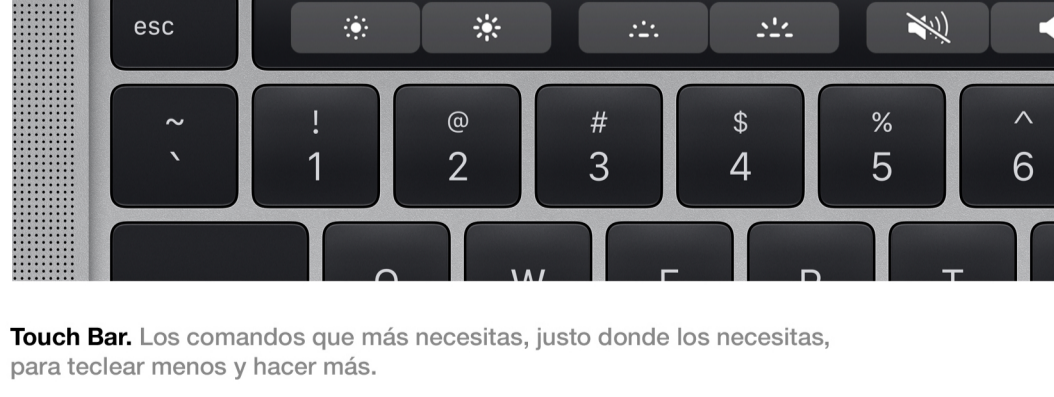 esc
~ ! @ # $ % ^
` 1 2 3 4 5 6
Q W E R T
Touch Bar. Los comandos que más necesitas, justo donde los necesitas,
para teclear menos y hacer más.